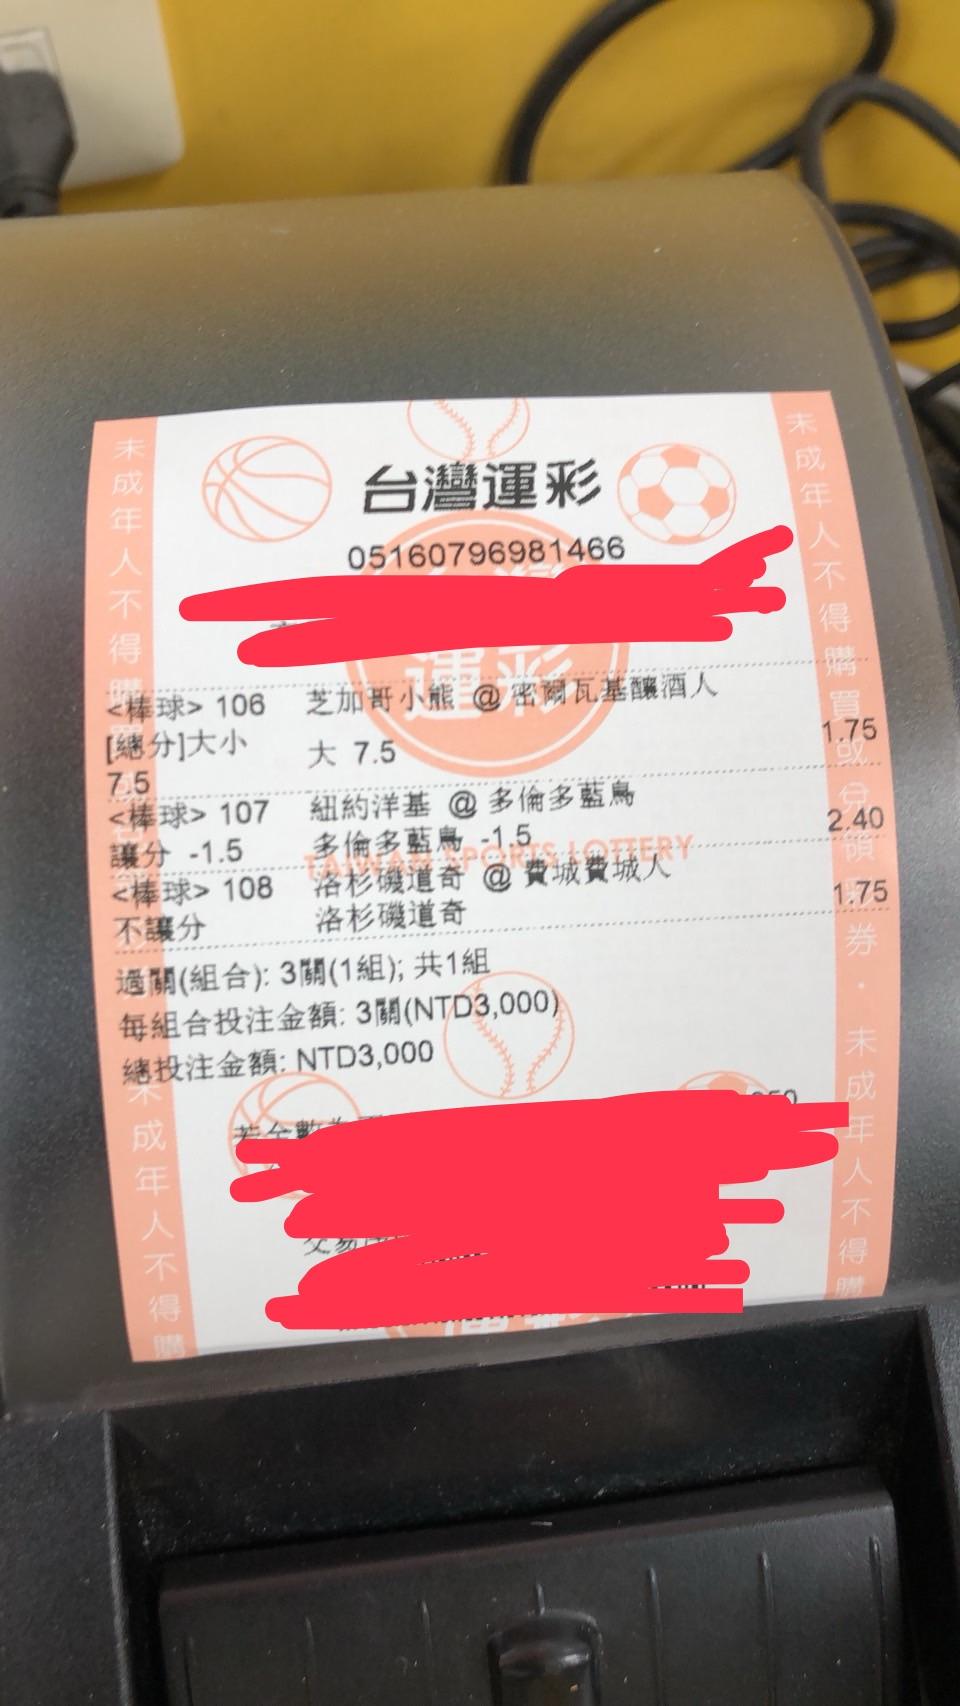 台灣運彩
05160796981466
運彩
<棒球> 106 芝加哥小熊 @ 密爾瓦基釀酒人
[總分]大小 大 7.5 1.75
7.5
<棒球> 107 紐約洋基 @ 多倫多藍鳥
讓分 -1.5 多倫多藍鳥 -1.5 2.40
TAIWAN SPORTS LOTTERY
<棒球> 108 洛杉磯道奇 @ 費城費城人
不讓分 洛杉磯道奇 1.75
過關(組合): 3關(1組); 共1組
每組合投注金額: 3關(NTD3,000)
總投注金額: NTD3,000
未成年人不得購
未成年人不得購
未成年人不得購買或分領彩券．未成年人不得購